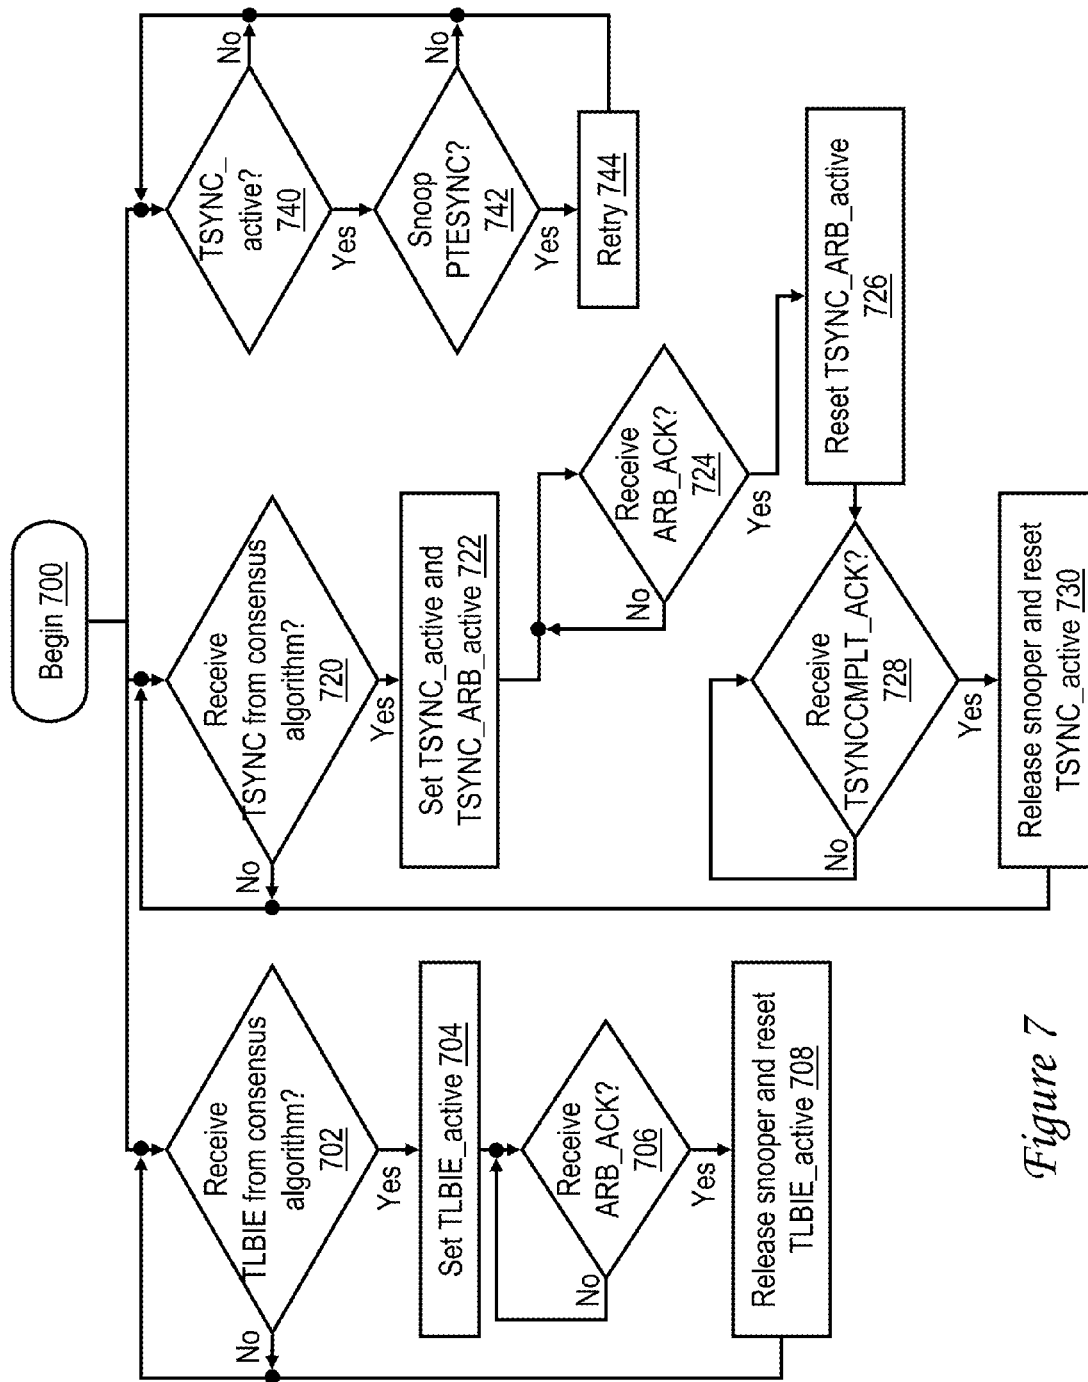 Begin 700
Receive
TLBIE from consensus
algorithm?
702
No
Yes
Set TLBIE_active 704
Receive
ARB_ACK?
706
No
Yes
Release snooper and reset
TLBIE_active 708
Receive
TSYNC from consensus
algorithm?
720
No
Yes
Set TSYNC_active and
TSYNC_ARB_active 722
Receive
ARB_ACK?
724
No
Yes
Reset TSYNC_ARB_active
726
Receive
TSYNCCMPLT_ACK?
728
No
Yes
Release snooper and reset
TSYNC_active 730
TSYNC_
active?
740
No
Yes
Snoop
PTESYNC?
742
No
Yes
Retry 744
Figure 7